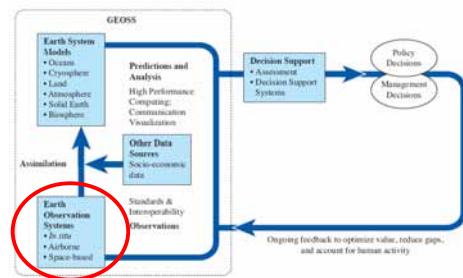 GEOSS
Earth System
Models
• Oceans
• Cryosphere
• Land
• Atmosphere
• Solid Earth
• Biosphere
Predictions and
Analysis
High Performance
Computing;
Communication
Visualization
Other Data
Sources
Socio-economic
data
Assimilation
Earth
Observation
Systems
• In situ
• Airborne
• Space-based
Standards &
Interoperability
Observations
Decision Support
• Assessment
• Decision Support
Systems
Policy
Decisions
Management
Decisions
Ongoing feedback to optimize value, reduce gaps,
and account for human activity